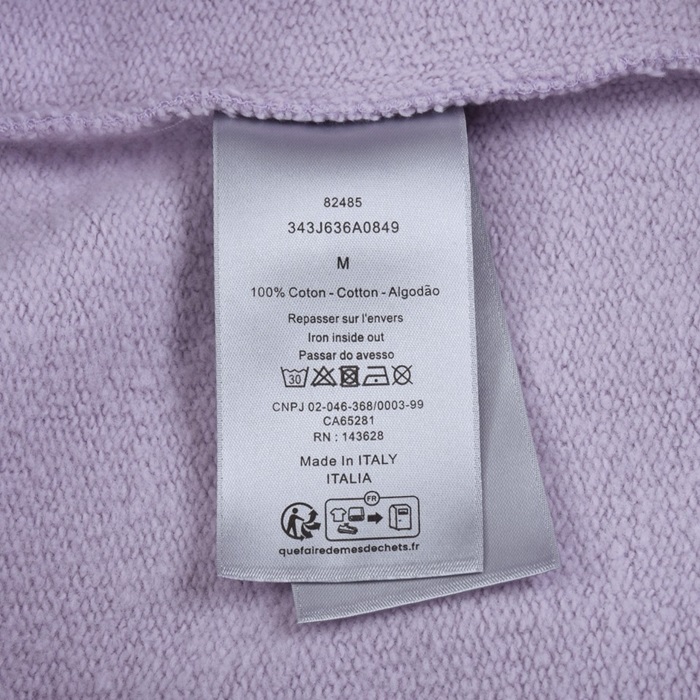 82485
343J636A0849
M
100% Coton - Cotton - Algodão
Repasser sur l'envers
Iron inside out
Passar do avesso
30
CNPJ 02-046-368/0003-99
CA65281
RN : 143628
Made In ITALY
ITALIA
FR
quefairedemesdechets.fr